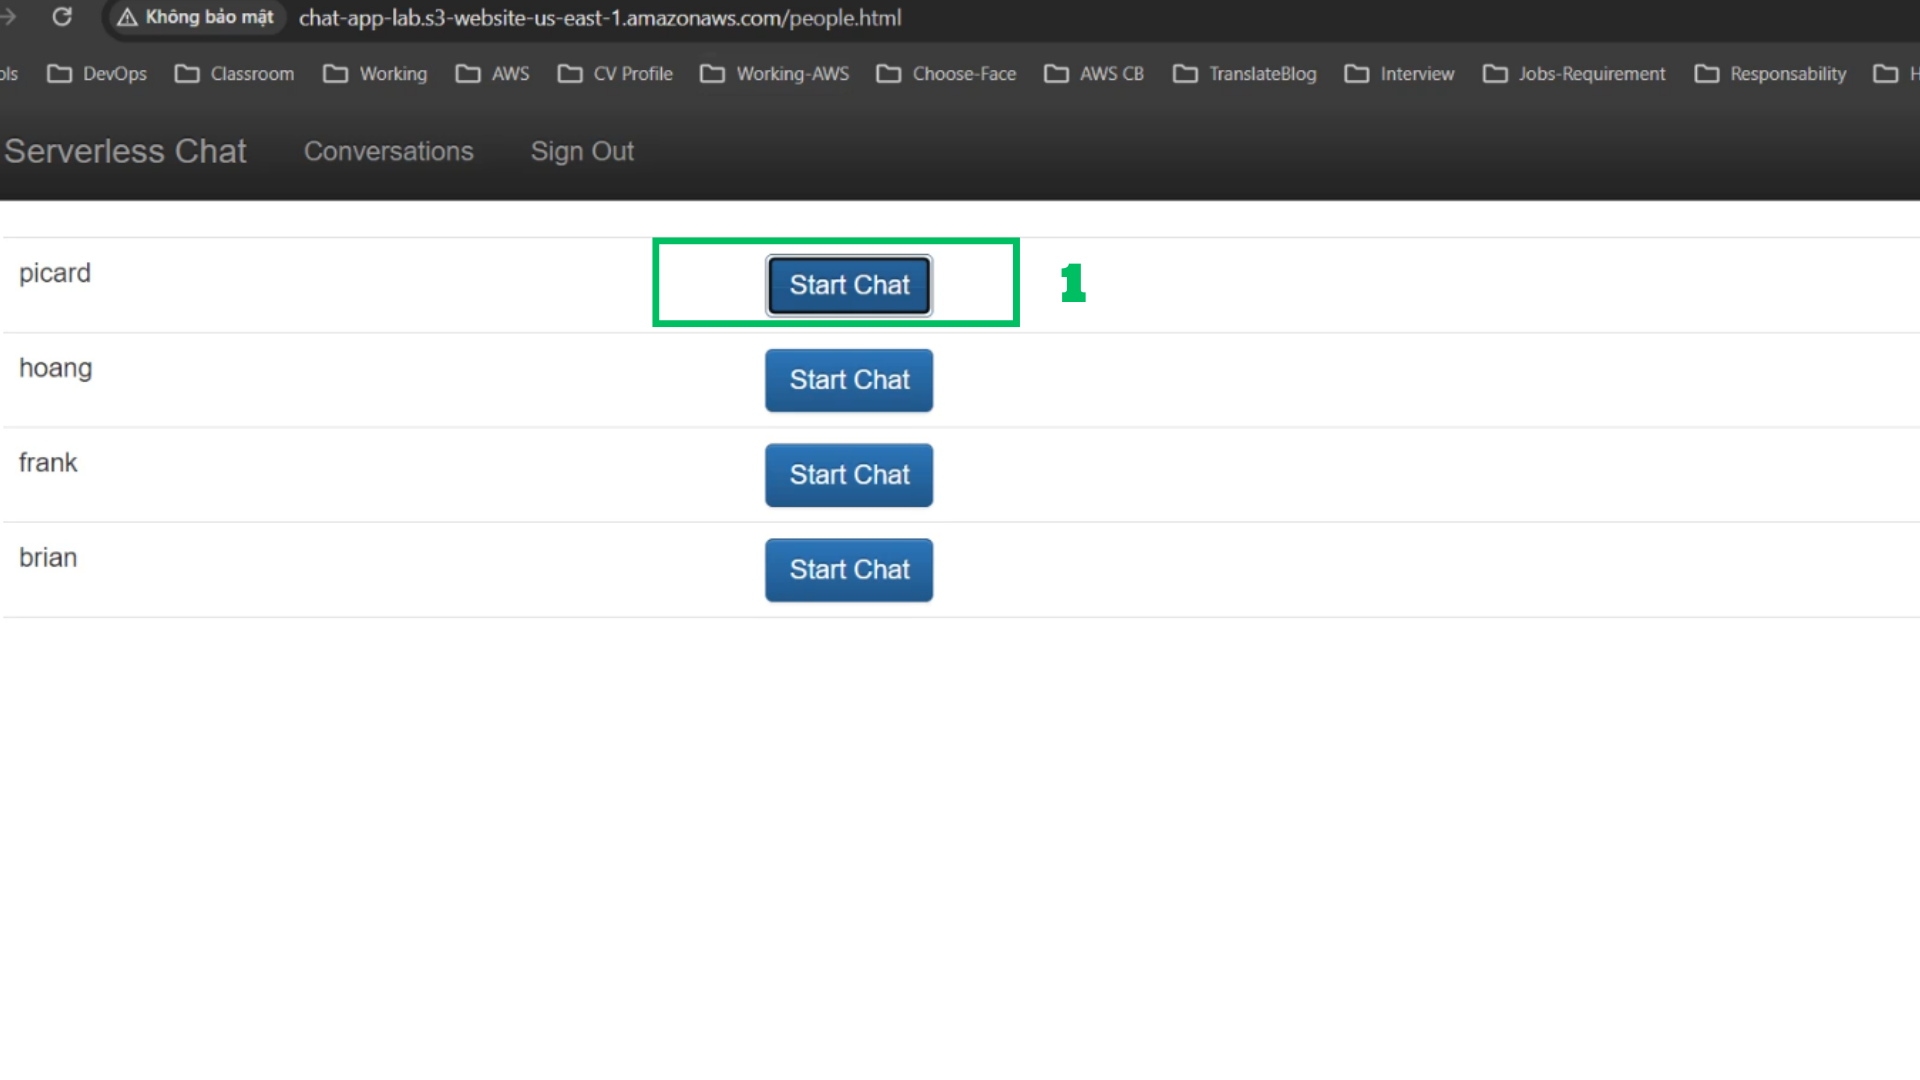 Không bảo mật chat-app-lab.s3-website-us-east-1.amazonaws.com/people.html
DevOps Classroom Working AWS CV Profile Working-AWS Choose-Face AWS CB TranslateBlog Interview Jobs-Requirement Responsability
Serverless Chat Conversations Sign Out
picard Start Chat 1
hoang Start Chat
frank Start Chat
brian Start Chat